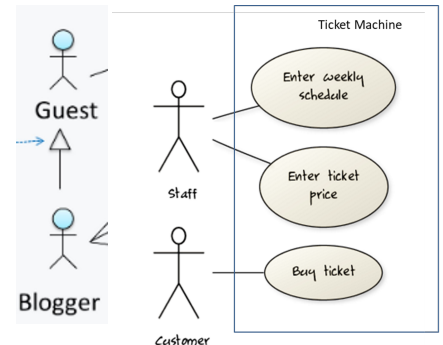 Ticket Machine
Guest
Blogger
Enter weekly
schedule
Staff
Enter ticket
price
Buy ticket
Customer